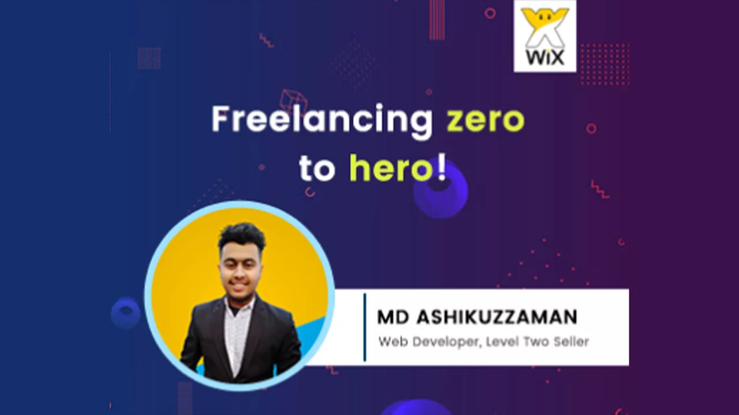 WiX
Freelancing zero
to hero!
MD ASHIKUZZAMAN
Web Developer, Level Two Seller